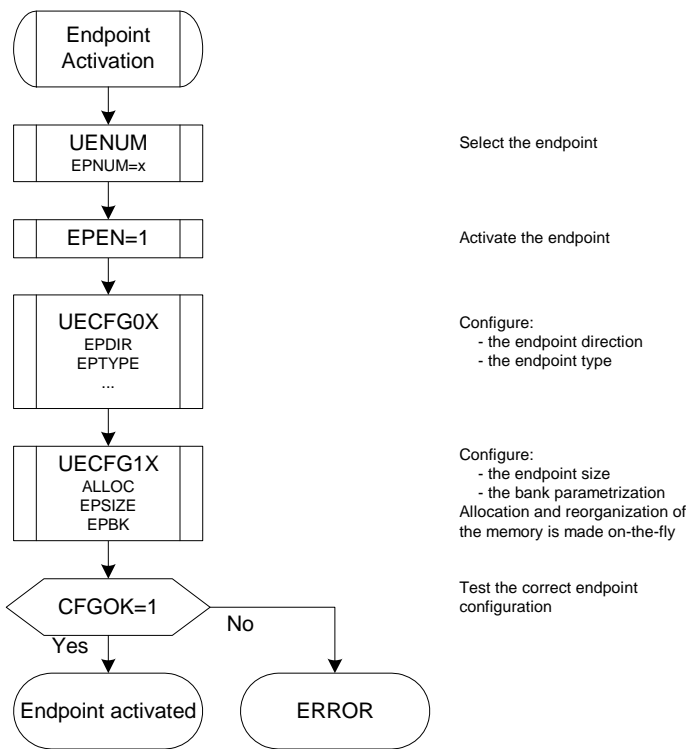 Endpoint
Activation
UENUM
EPNUM=x
Select the endpoint
EPEN=1
Activate the endpoint
UECFG0X
EPDIR
EPTYPE
...
Configure:
- the endpoint direction
- the endpoint type
UECFG1X
ALLOC
EPSIZE
EPBK
Configure:
- the endpoint size
- the bank parametrization
Allocation and reorganization of
the memory is made on-the-fly
CFGOK=1
Test the correct endpoint
configuration
No
Yes
Endpoint activated
ERROR